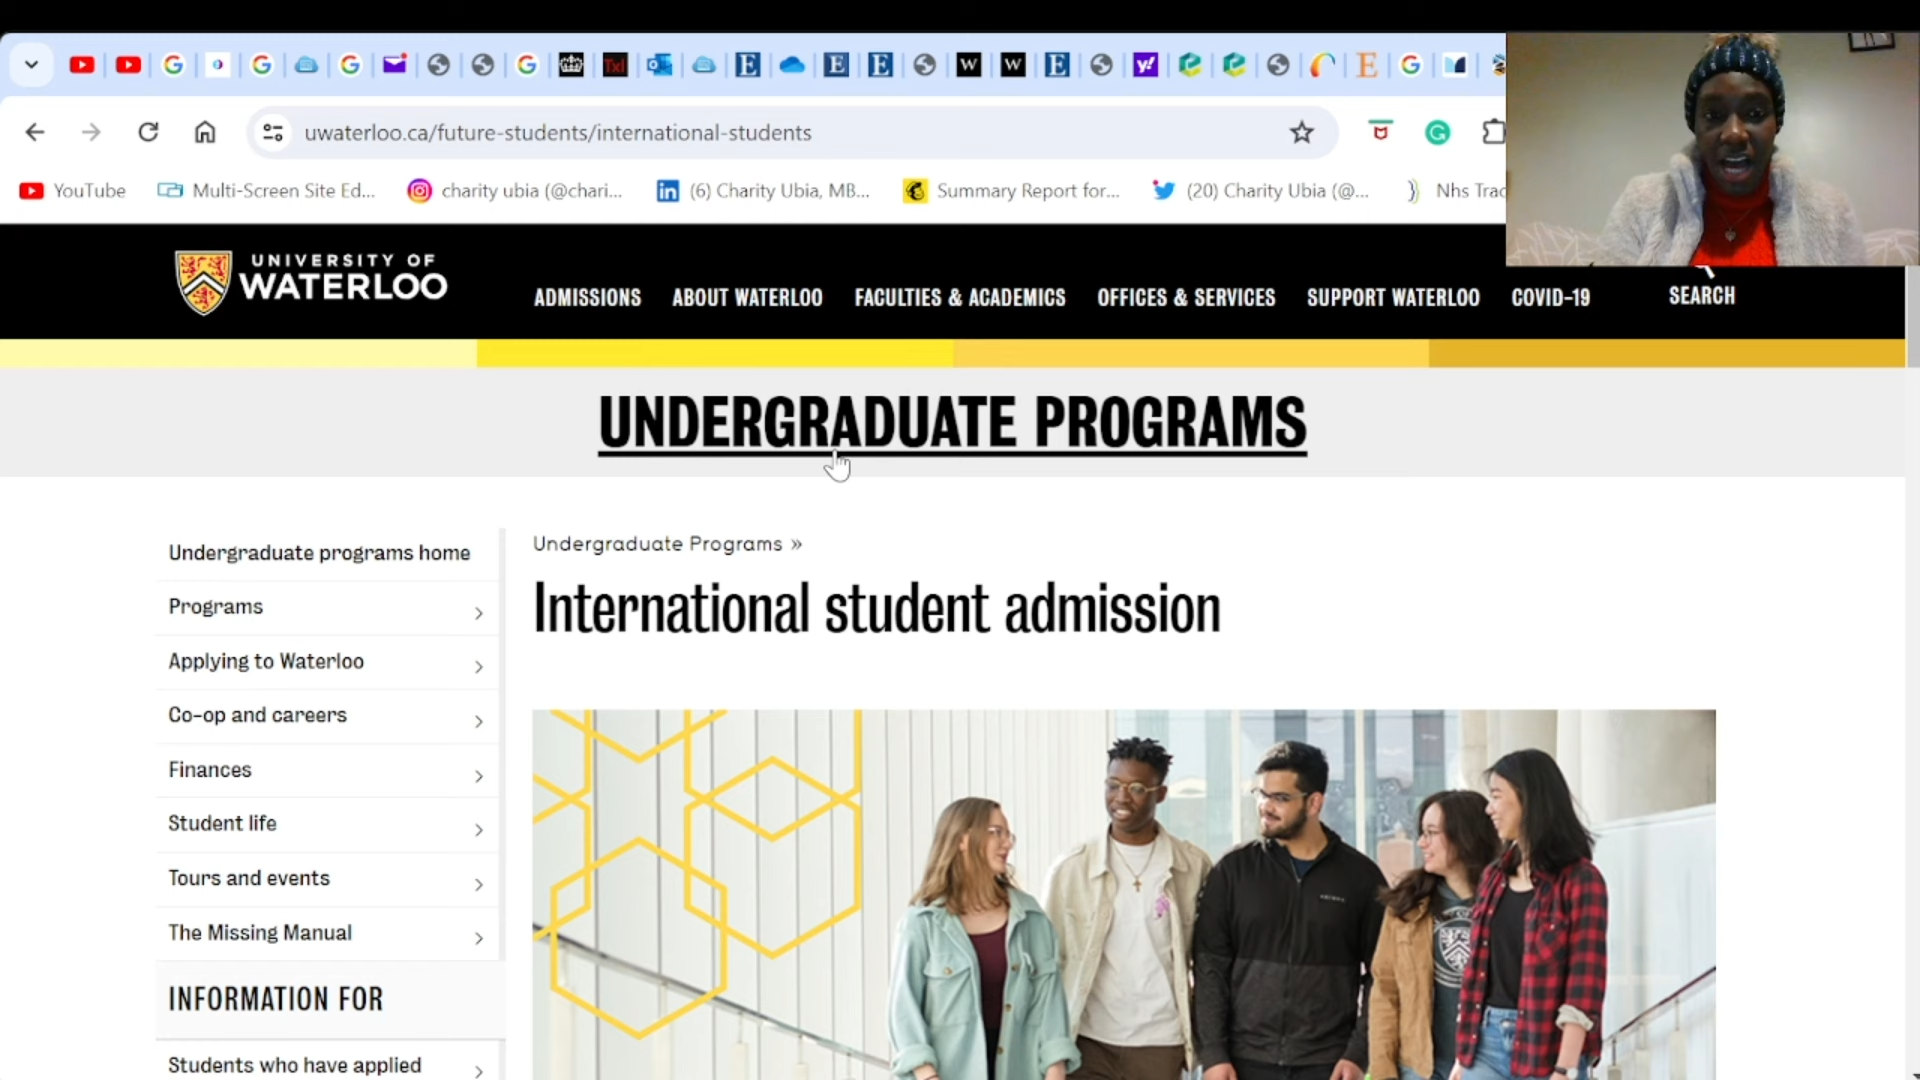 uwaterloo.ca/future-students/international-students
YouTube
Multi-Screen Site Ed...
charity ubia (@chari...
(6) Charity Ubia, MB...
Summary Report for...
(20) Charity Ubia (@...
Nhs Trac
UNIVERSITY OF
WATERLOO
ADMISSIONS
ABOUT WATERLOO
FACULTIES & ACADEMICS
OFFICES & SERVICES
SUPPORT WATERLOO
COVID-19
SEARCH
UNDERGRADUATE PROGRAMS
Undergraduate programs home
Programs
Applying to Waterloo
Co-op and careers
Finances
Student life
Tours and events
The Missing Manual
INFORMATION FOR
Students who have applied
Undergraduate Programs »
International student admission